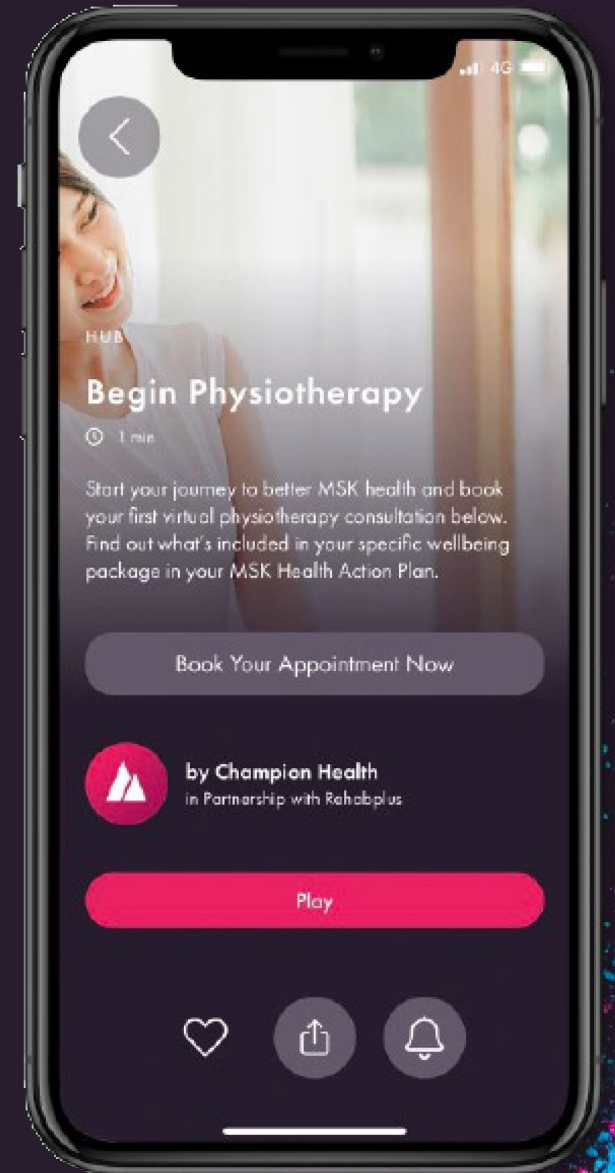 4G
HUB
Begin Physiotherapy
1 min
Start your journey to better MSK health and book
your first virtual physiotherapy consultation below.
Find out what's included in your specific wellbeing
package in your MSK Health Action Plan.
Book Your Appointment Now
by Champion Health
in Partnership with Rehabplus
Play